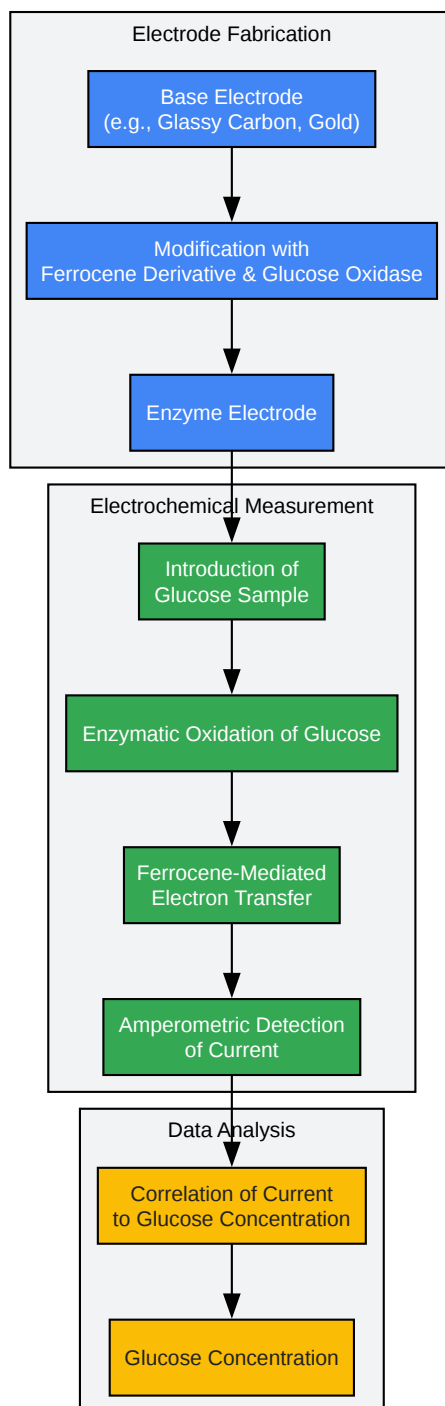 Electrode Fabrication
Base Electrode
(e.g., Glassy Carbon, Gold)
Modification with
Ferrocene Derivative & Glucose Oxidase
Enzyme Electrode
Electrochemical Measurement
Introduction of
Glucose Sample
Enzymatic Oxidation of Glucose
Ferrocene-Mediated
Electron Transfer
Amperometric Detection
of Current
Data Analysis
Correlation of Current
to Glucose Concentration
Glucose Concentration